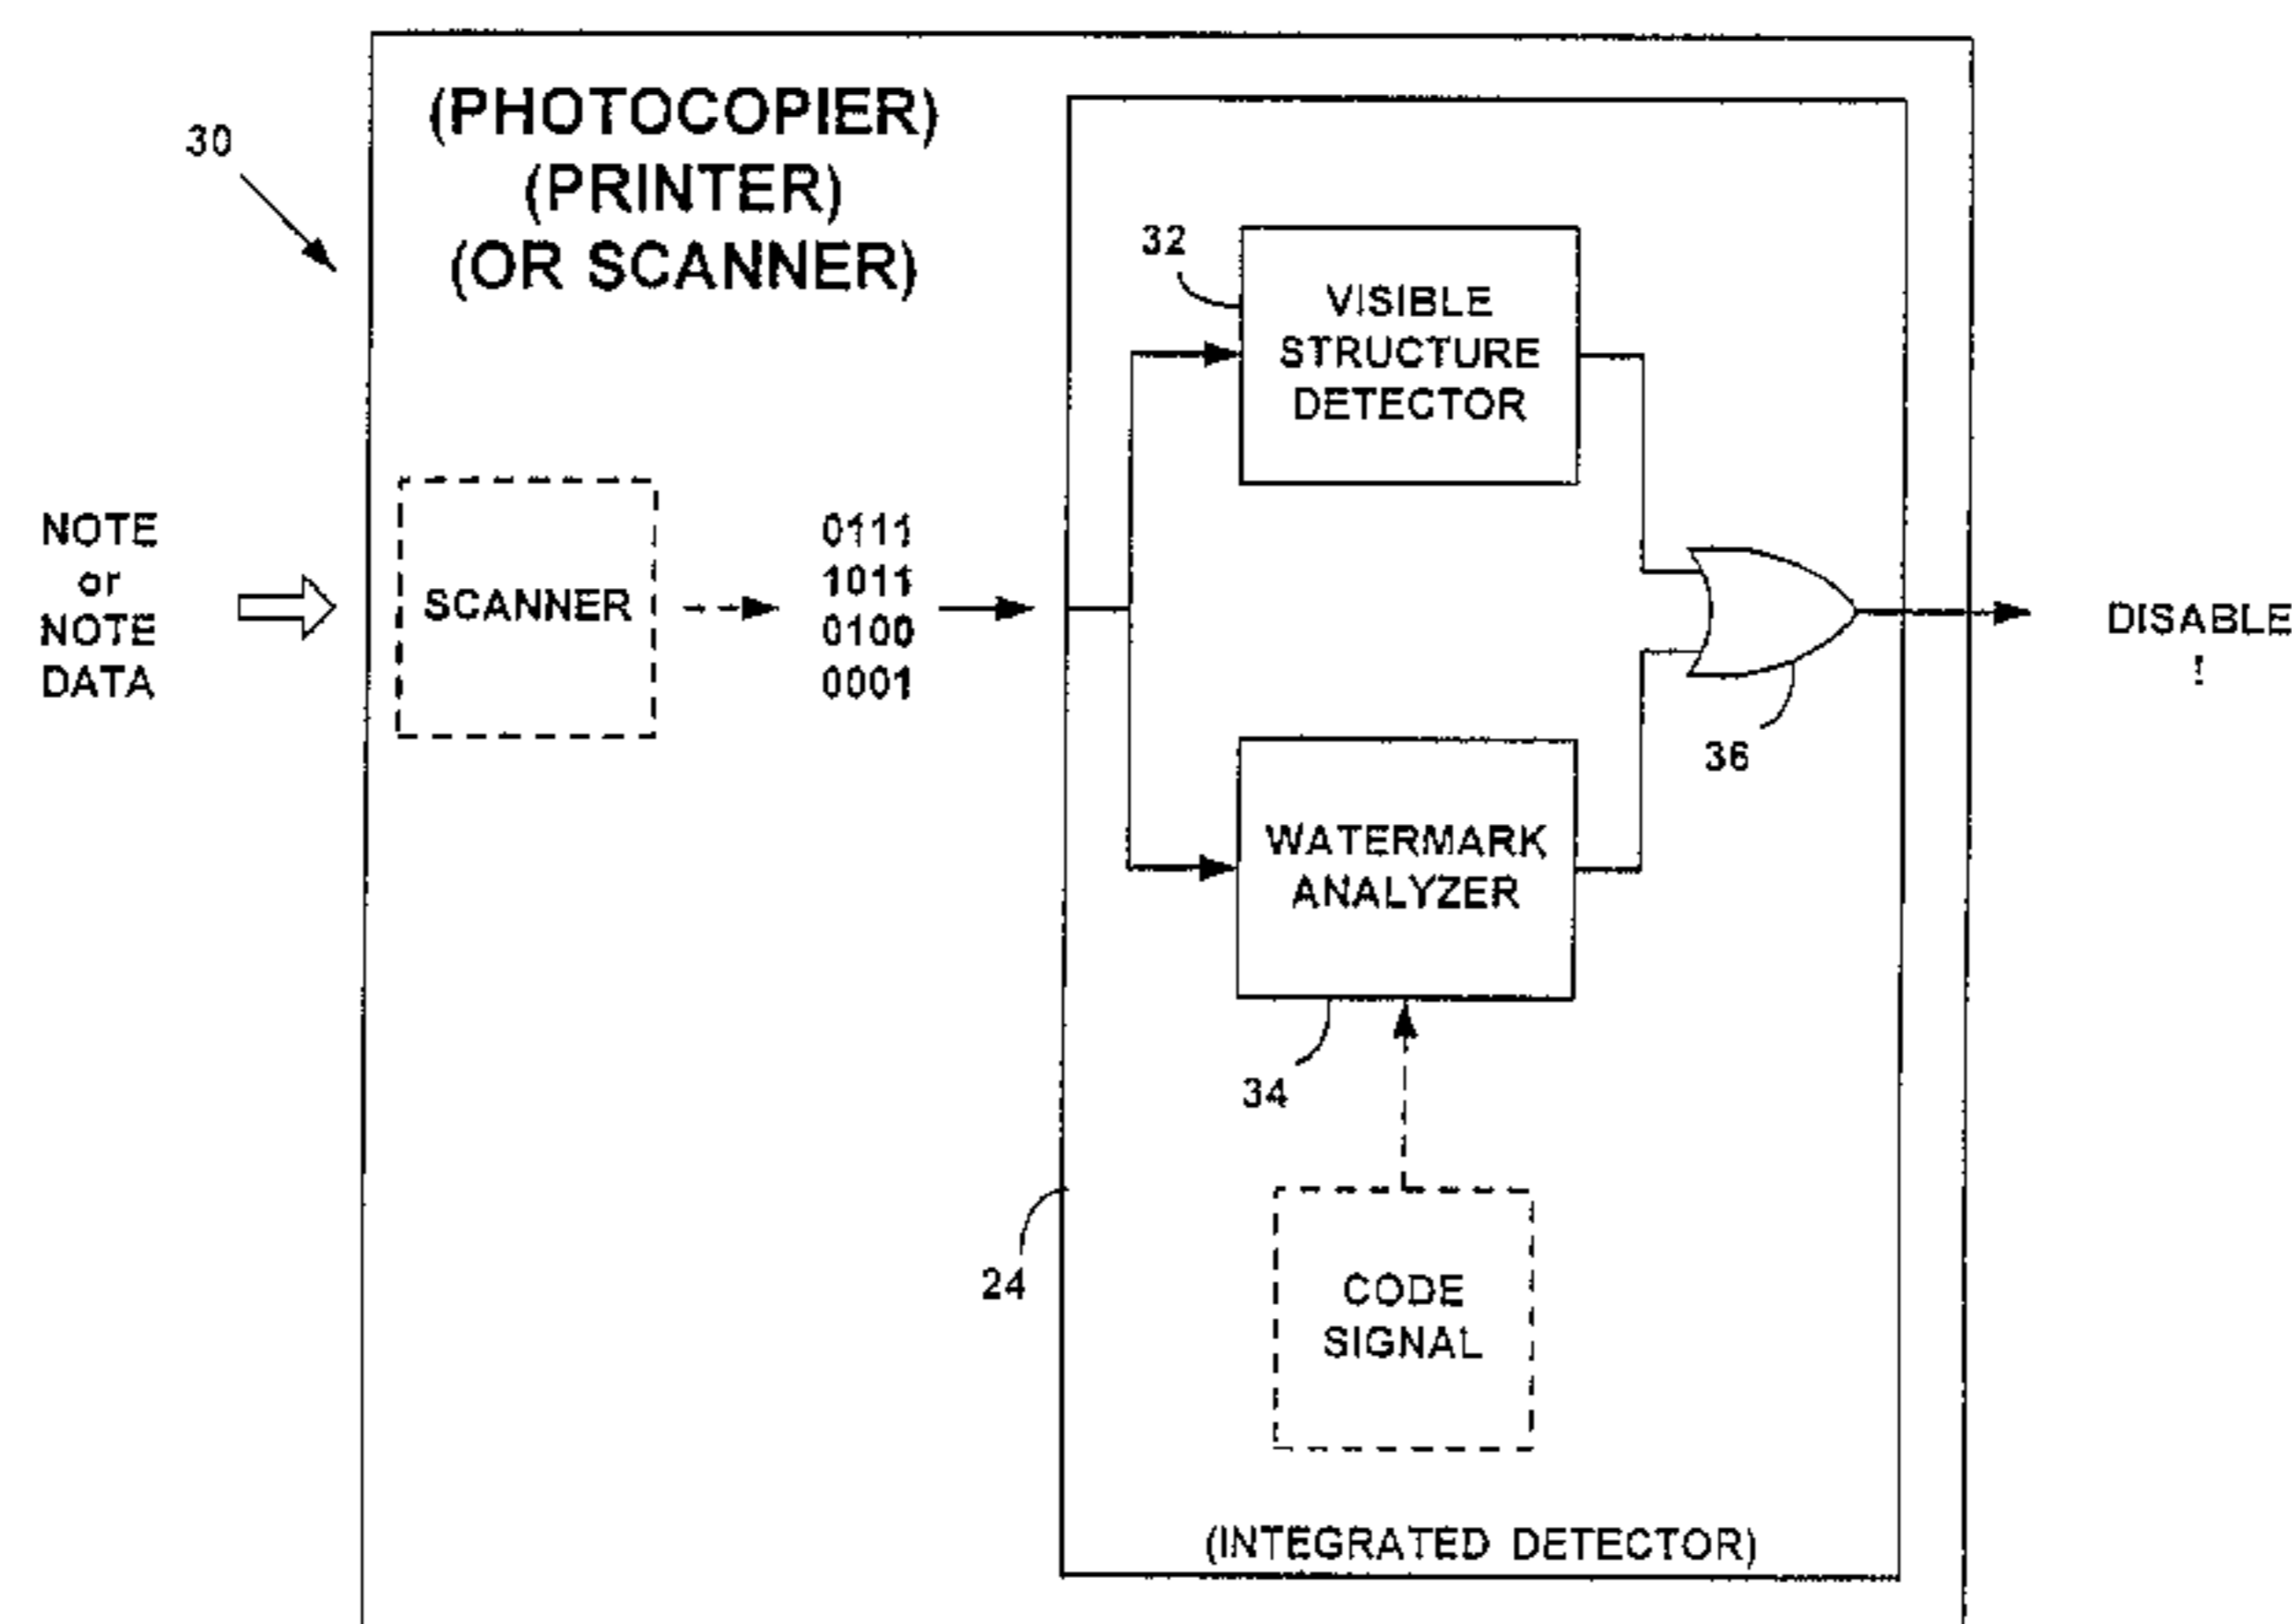 (PHOTOCOPIER)
(PRINTER)
(OR SCANNER)
30
32
VISIBLE
STRUCTURE
DETECTOR
NOTE
or
NOTE
DATA
SCANNER
0111
1011
0100
0001
DISABLE
!
36
WATERMARK
ANALYZER
34
24
CODE
SIGNAL
(INTEGRATED DETECTOR)